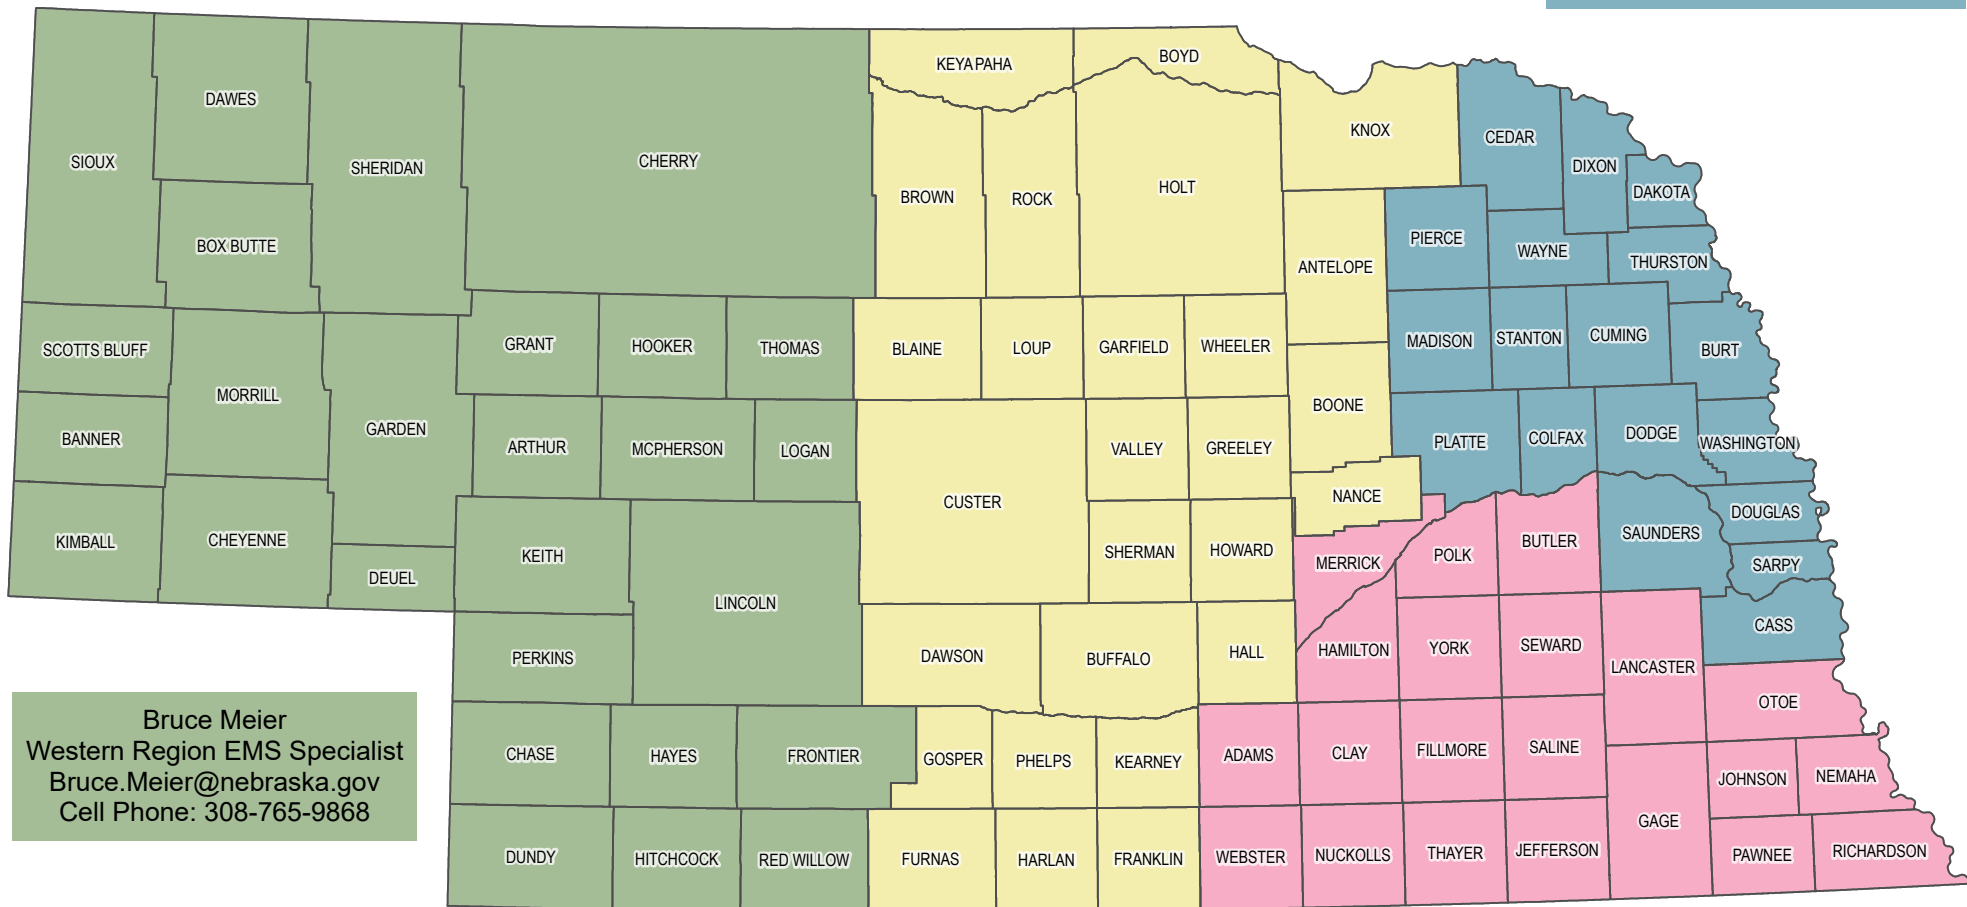 KEYA PAHA
BOYD
DAWES
KNOX
CEDAR
SIOUX
SHERIDAN
CHERRY
DIXON
BROWN
ROCK
HOLT
DAKOTA
BOX BUTTE
PIERCE
WAYNE
ANTELOPE
THURSTON
SCOTTS BLUFF
GRANT
HOOKER
THOMAS
BLAINE
LOUP
GARFIELD
WHEELER
MADISON
STANTON
CUMING
BURT
MORRILL
BOONE
BANNER
GARDEN
ARTHUR
MCPHERSON
LOGAN
VALLEY
GREELEY
PLATTE
COLFAX
DODGE
WASHINGTON
CUSTER
NANCE
KIMBALL
CHEYENNE
DEUEL
KEITH
LINCOLN
SHERMAN
HOWARD
MERRICK
POLK
BUTLER
SAUNDERS
DOUGLAS
SARPY
CASS
PERKINS
DAWSON
BUFFALO
HALL
HAMILTON
YORK
SEWARD
LANCASTER
OTOE
CHASE
HAYES
FRONTIER
GOSPER
PHELPS
KEARNEY
ADAMS
CLAY
FILLMORE
SALINE
JOHNSON
NEMAHA
GAGE
DUNDY
HITCHCOCK
RED WILLOW
FURNAS
HARLAN
FRANKLIN
WEBSTER
NUCKOLLS
THAYER
JEFFERSON
PAWNEE
RICHARDSON
Bruce Meier
Western Region EMS Specialist
Bruce.Meier@nebraska.gov
Cell Phone: 308-765-9868